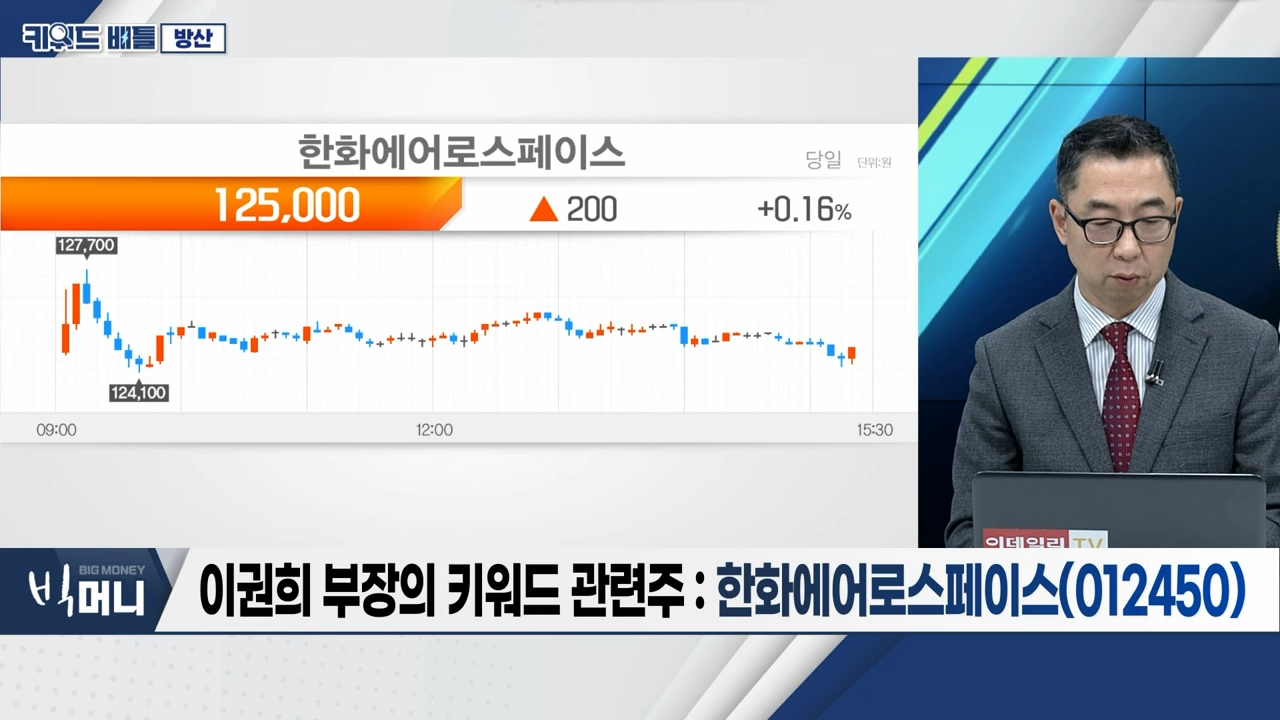 키워드 배틀 방산
한화에어로스페이스
당일 단위:원
125,000 ▲ 200 +0.16%
127,700
124,100
09:00 12:00 15:30
이데일리 TV
빅머니 BIG MONEY
이권희 부장의 키워드 관련주 : 한화에어로스페이스(012450)